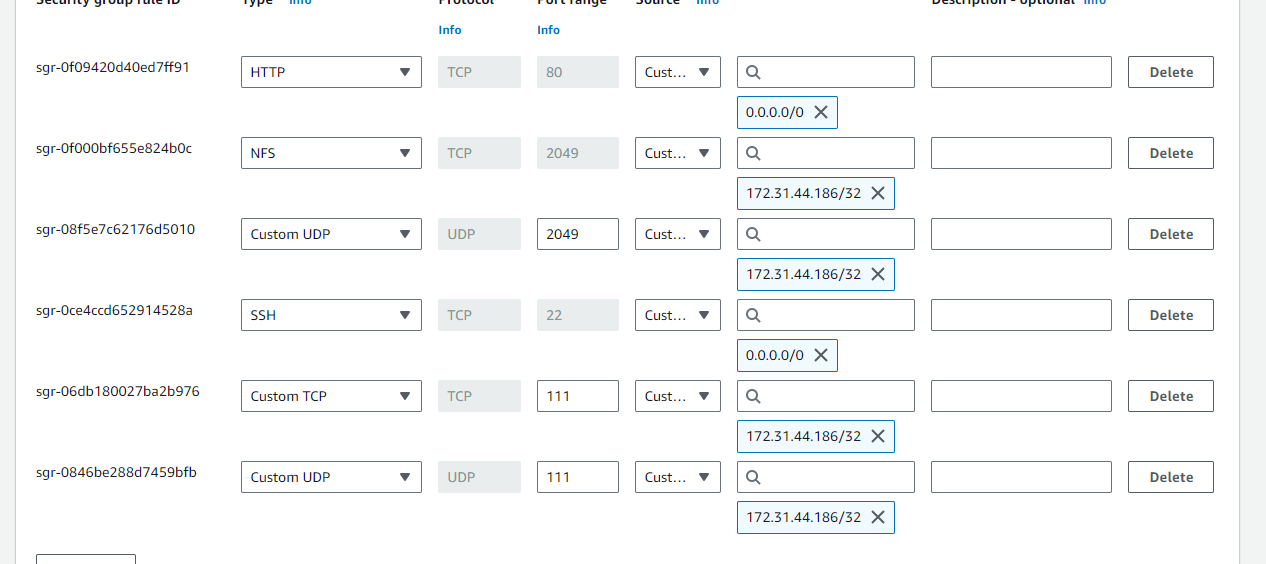 Security group rule ID Type Info Protocol Port range Source Info Description - optional Info
Info Info
sgr-0f09420d40ed7ff91 HTTP TCP 80 Cust... Delete
0.0.0.0/0
sgr-0f000bf655e824b0c NFS TCP 2049 Cust... Delete
172.31.44.186/32
sgr-08f5e7c62176d5010 Custom UDP UDP 2049 Cust... Delete
172.31.44.186/32
sgr-0ce4ccd652914528a SSH TCP 22 Cust... Delete
0.0.0.0/0
sgr-06db180027ba2b976 Custom TCP TCP 111 Cust... Delete
172.31.44.186/32
sgr-0846be288d7459bfb Custom UDP UDP 111 Cust... Delete
172.31.44.186/32